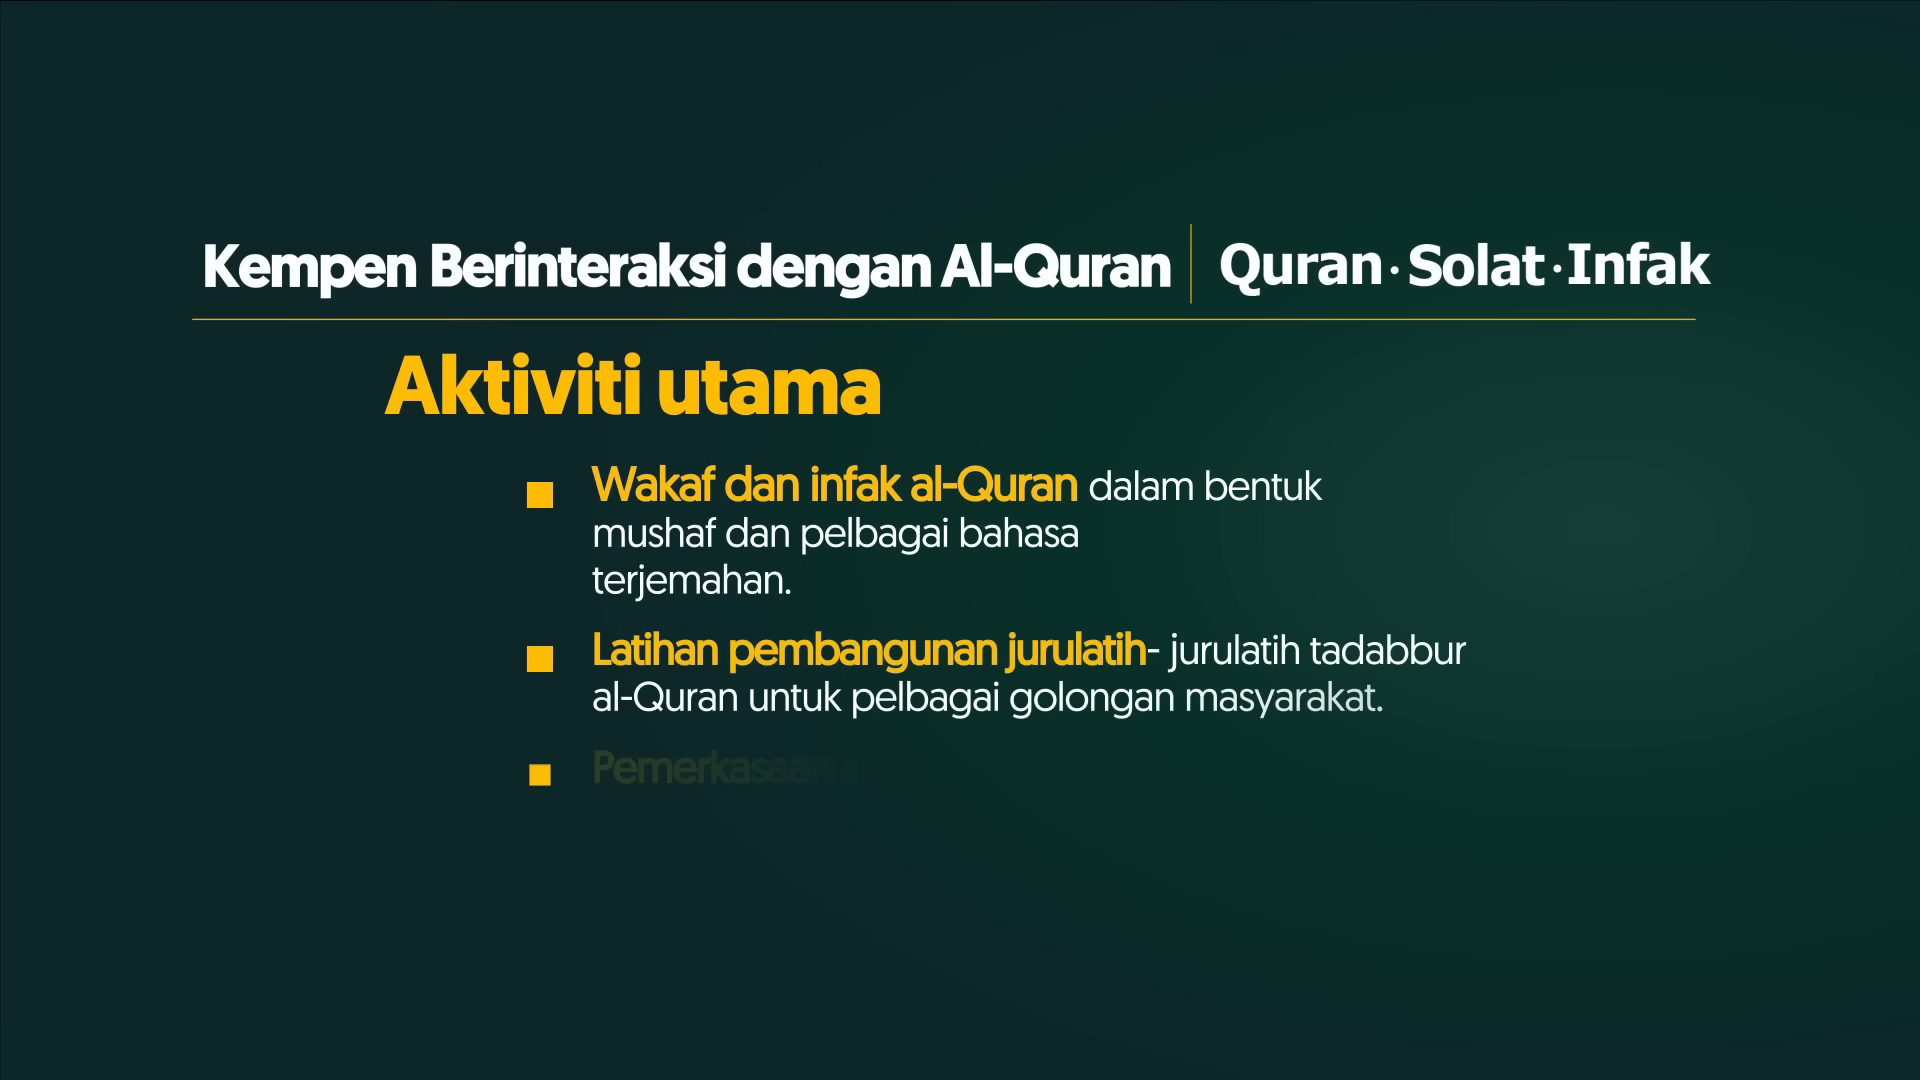 Kempen Berinteraksi dengan Al-Quran Quran · Solat · Infak
Aktiviti utama
Wakaf dan infak al-Quran dalam bentuk
mushaf dan pelbagai bahasa
terjemahan.
Latihan pembangunan jurulatih- jurulatih tadabbur
al-Quran untuk pelbagai golongan masyarakat.
Pemerkasaan